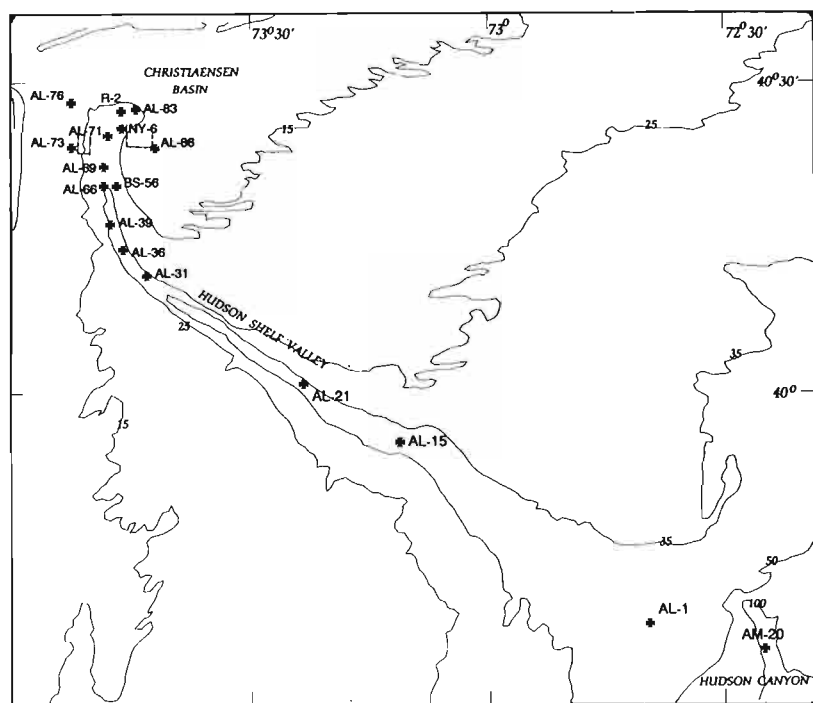 73° 30'
73°
72° 30'
CHRISTIAENSEN
BASIN
40° 30'
AL-76
R-2
AL-83
15
25
AL-71
NY-6
AL-73
AL-86
AL-69
AL-66
BS-56
AL-39
AL-36
AL-31
HUDSON SHELF VALLEY
25
35
AL-21
40°
15
AL-15
35
50
AL-1
100
AM-20
HUDSON CANYON